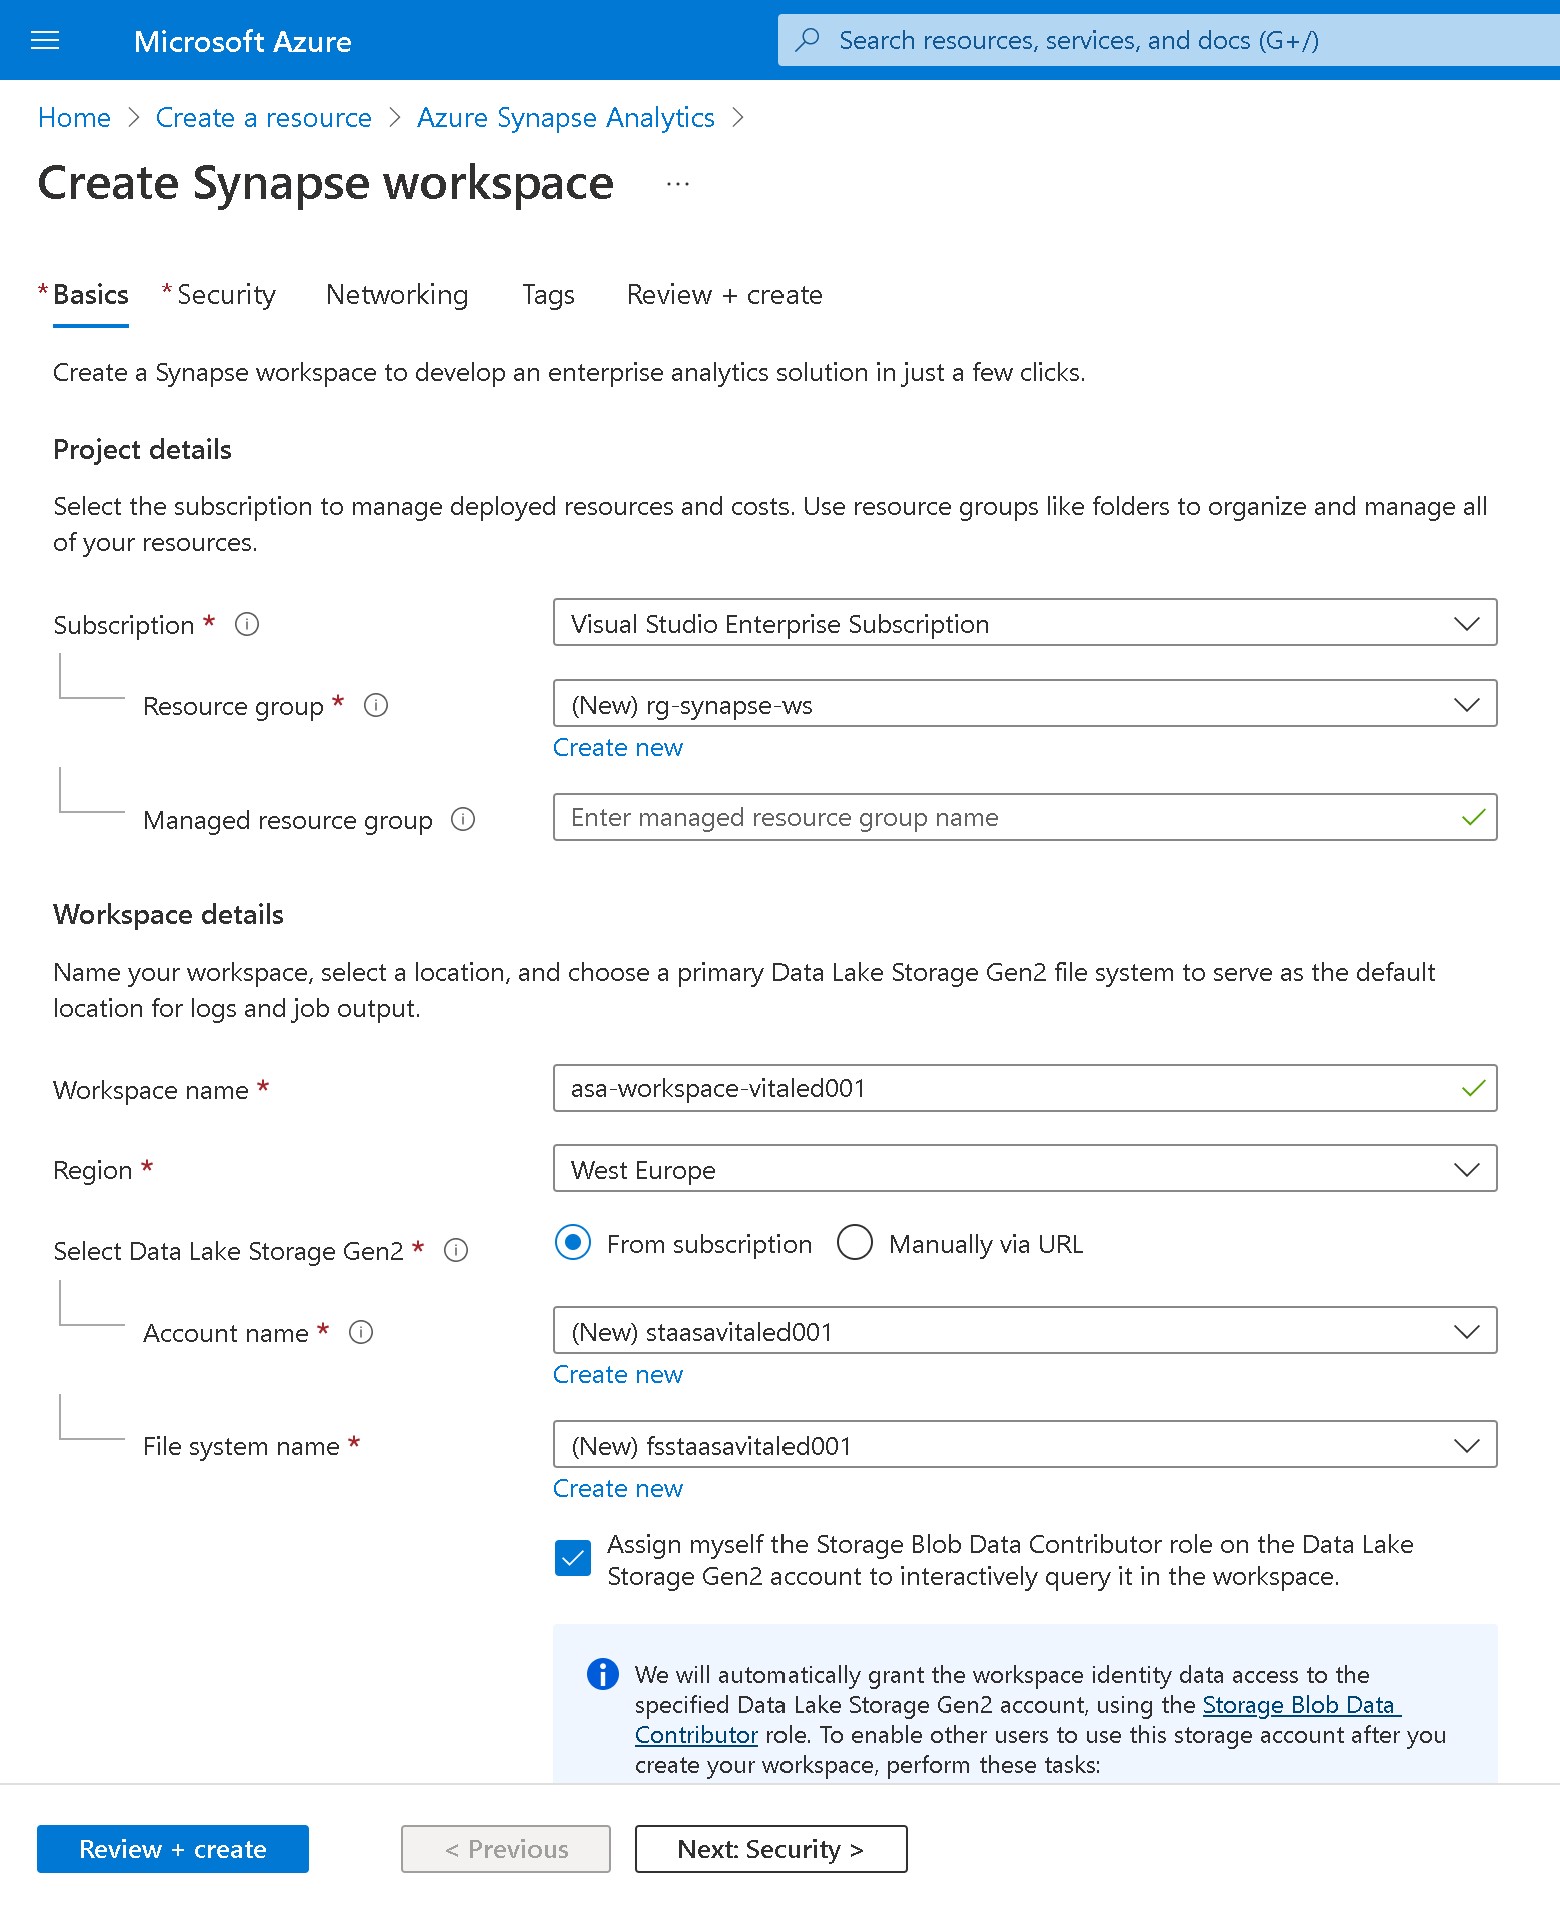 Microsoft Azure
Search resources, services, and docs (G+/)
Home > Create a resource > Azure Synapse Analytics >
Create Synapse workspace ...
* Basics * Security Networking Tags Review + create
Create a Synapse workspace to develop an enterprise analytics solution in just a few clicks.
Project details
Select the subscription to manage deployed resources and costs. Use resource groups like folders to organize and manage all
of your resources.
Subscription * Visual Studio Enterprise Subscription
Resource group * (New) rg-synapse-ws
Create new
Managed resource group Enter managed resource group name
Workspace details
Name your workspace, select a location, and choose a primary Data Lake Storage Gen2 file system to serve as the default
location for logs and job output.
Workspace name * asa-workspace-vitaled001
Region * West Europe
Select Data Lake Storage Gen2 * From subscription Manually via URL
Account name * (New) staasavitaled001
Create new
File system name * (New) fsstaasavitaled001
Create new
Assign myself the Storage Blob Data Contributor role on the Data Lake
Storage Gen2 account to interactively query it in the workspace.
We will automatically grant the workspace identity data access to the
specified Data Lake Storage Gen2 account, using the Storage Blob Data
Contributor role. To enable other users to use this storage account after you
create your workspace, perform these tasks:
Review + create < Previous Next: Security >